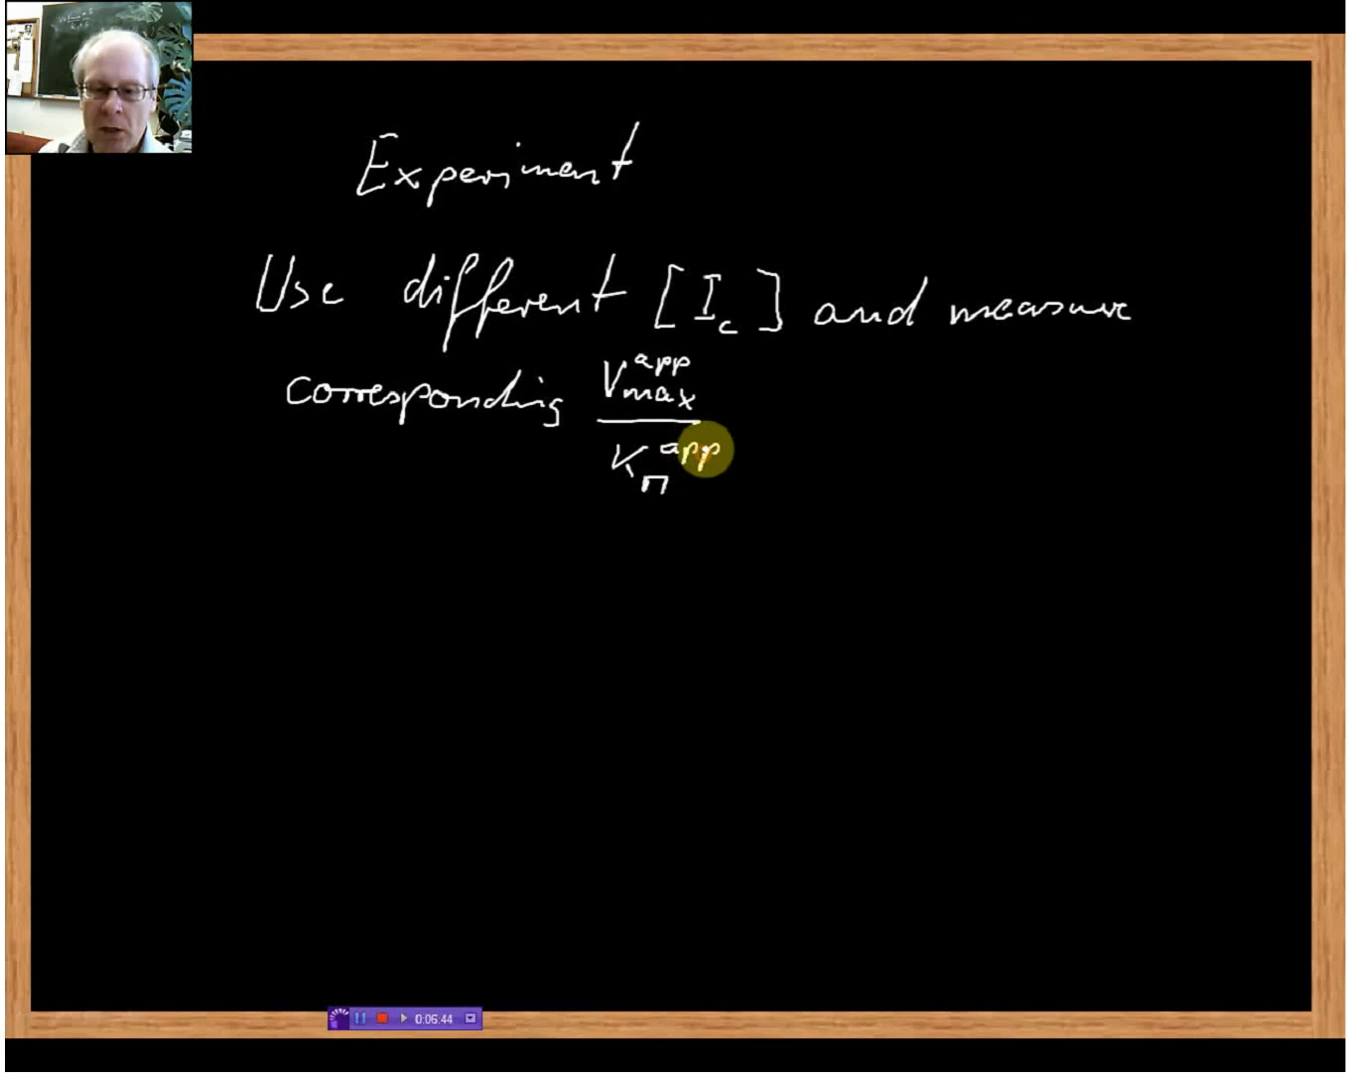 Experiment
Use different [I_c] and measure
corresponding V_max^app
K_m^app
0:06:44